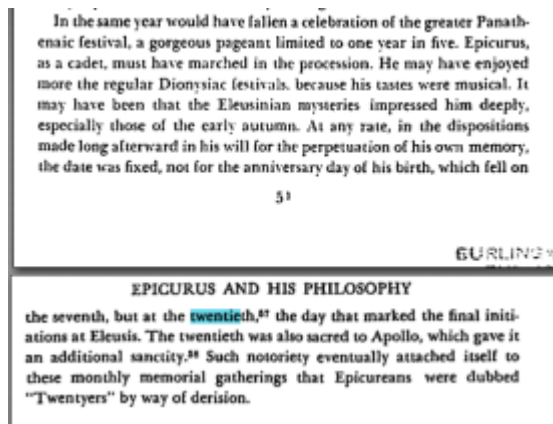 In the same year would have fallen a celebration of the greater Panath-
enaic festival, a gorgeous pageant limited to one year in five. Epicurus,
as a cadet, must have marched in the procession. He may have enjoyed
more the regular Dionysiac festivals, because his tastes were musical. It
may have been that the Eleusinian mysteries impressed him deeply,
especially those of the early autumn. At any rate, in the dispositions
made long afterward in his will for the perpetuation of his own memory,
the date was fixed, not for the anniversary day of his birth, which fell on
51
EPICURUS AND HIS PHILOSOPHY
the seventh, but at the twentieth,⁵⁷ the day that marked the final initi-
ations at Eleusis. The twentieth was also sacred to Apollo, which gave it
an additional sanctity.⁵⁸ Such notoriety eventually attached itself to
these monthly memorial gatherings that Epicureans were dubbed
"Twentyers" by way of derision.